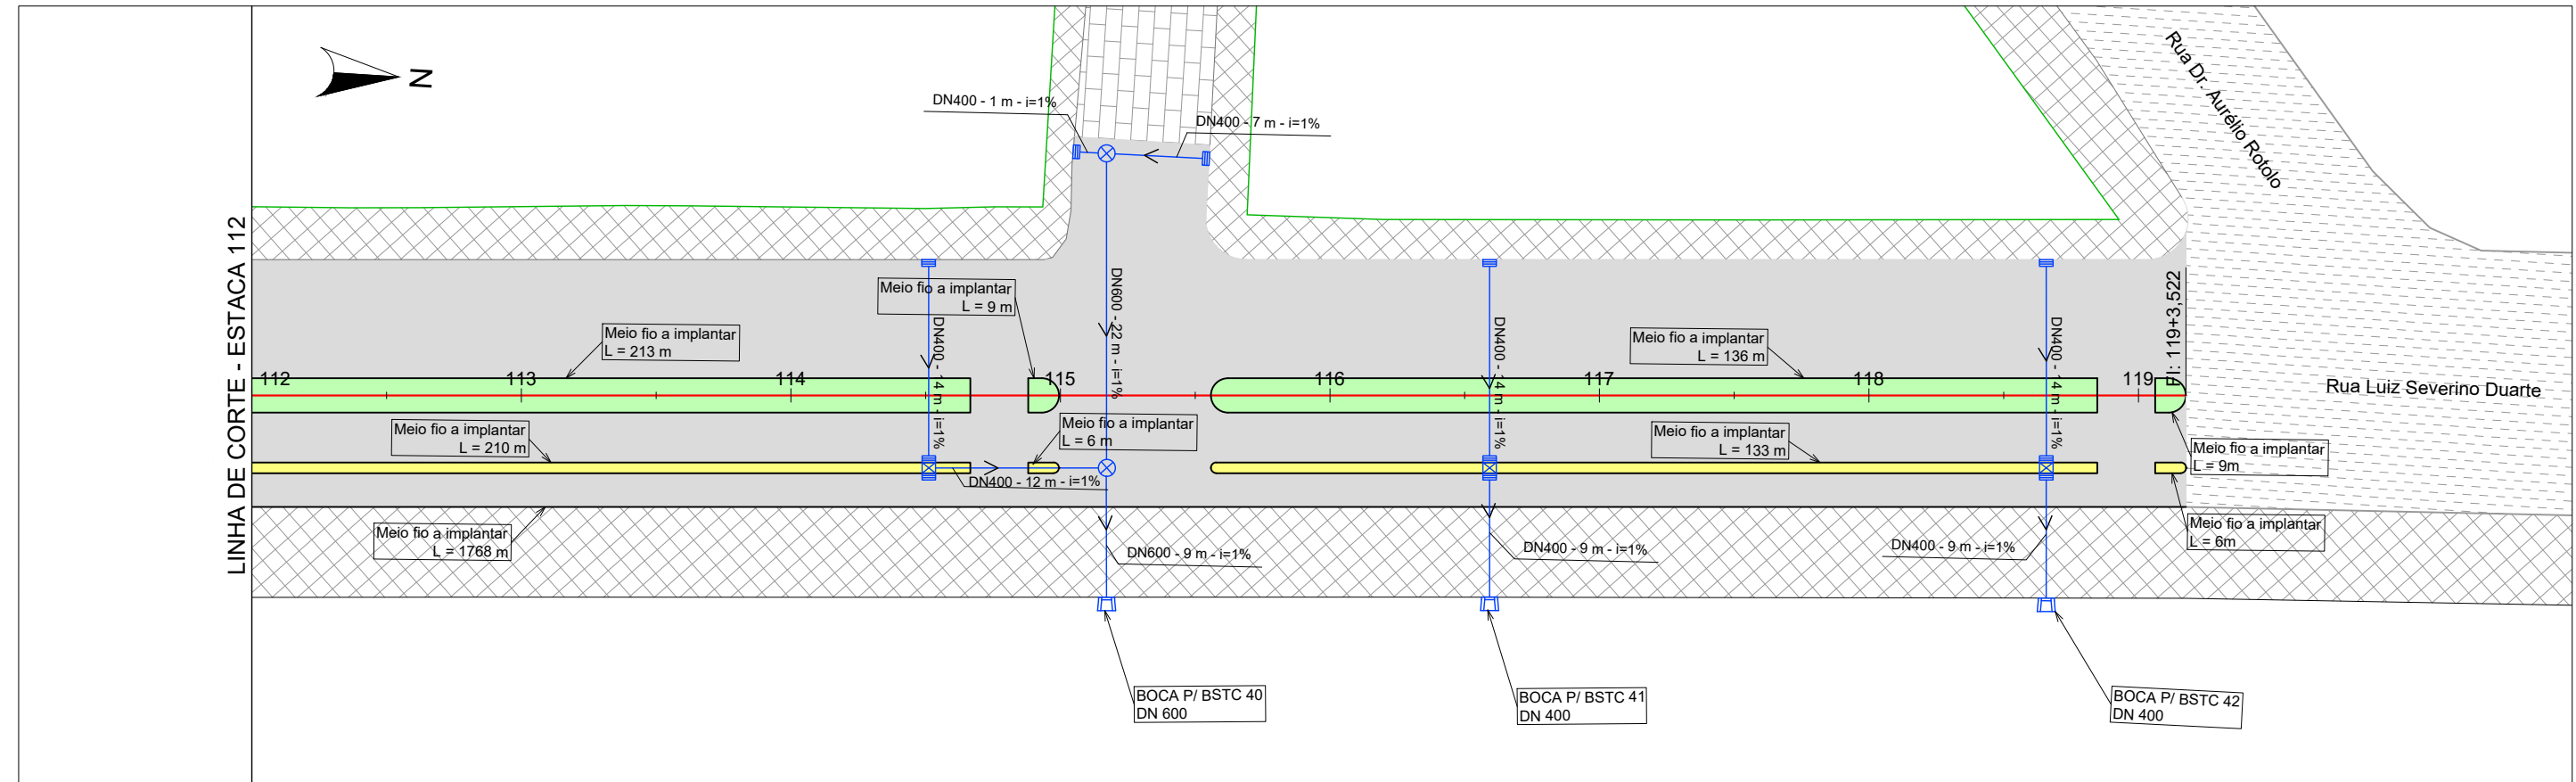 LINHA DE CORTE - ESTACA 112
N
DN400 - 1 m - i=1%
DN400 - 7 m - i=1%
Rua Dr. Aurélio Rotolo
Meio fio a implantar
L = 9 m
Meio fio a implantar
L = 213 m
DN400 - 14 m - i=1%
DN600 - 22 m - i=1%
DN400 - 14 m - i=1%
Meio fio a implantar
L = 136 m
DN400 - 14 m - i=1%
PI: 119+3,522
112
113
114
115
116
117
118
119
Rua Luiz Severino Duarte
Meio fio a implantar
L = 210 m
Meio fio a implantar
L = 6 m
Meio fio a implantar
L = 133 m
Meio fio a implantar
L = 9m
DN400 - 12 m - i=1%
Meio fio a implantar
L = 1768 m
DN600 - 9 m - i=1%
DN400 - 9 m - i=1%
DN400 - 9 m - i=1%
Meio fio a implantar
L = 6m
BOCA P/ BSTC 40
DN 600
BOCA P/ BSTC 41
DN 400
BOCA P/ BSTC 42
DN 400